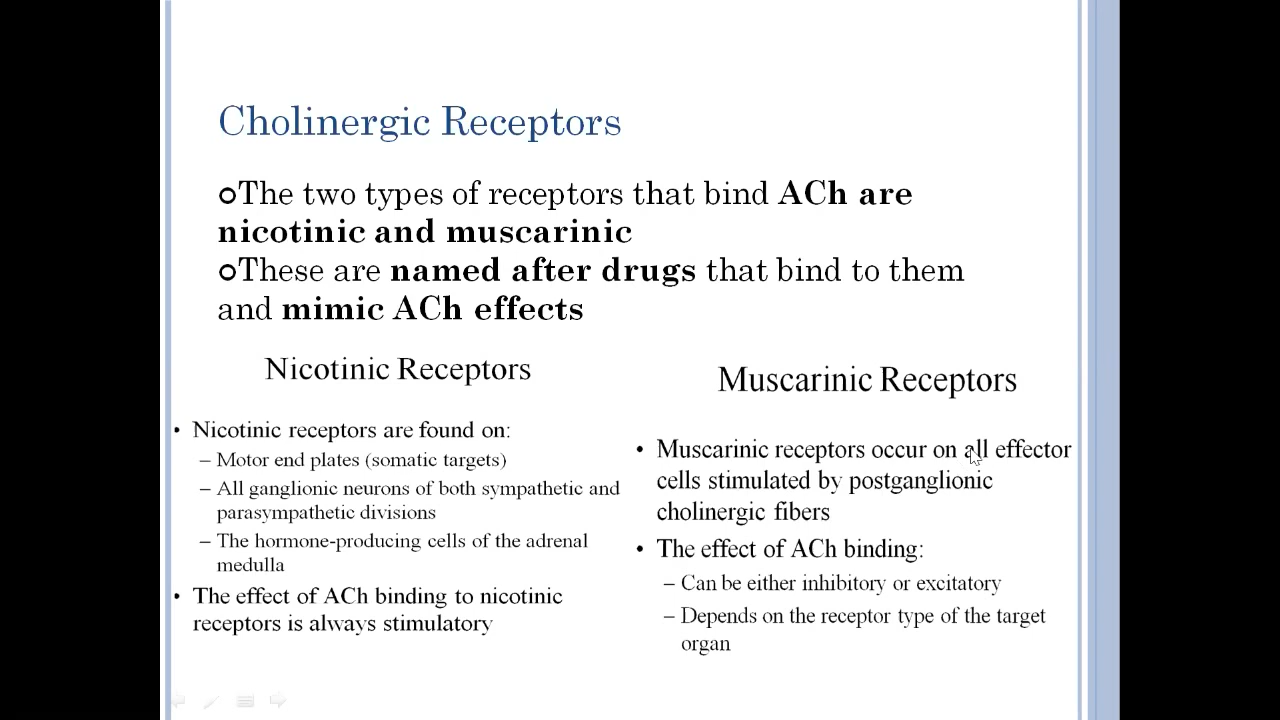 Cholinergic Receptors
oThe two types of receptors that bind ACh are
nicotinic and muscarinic
oThese are named after drugs that bind to them
and mimic ACh effects
Nicotinic Receptors
• Nicotinic receptors are found on:
– Motor end plates (somatic targets)
– All ganglionic neurons of both sympathetic and
parasympathetic divisions
– The hormone-producing cells of the adrenal
medulla
• The effect of ACh binding to nicotinic
receptors is always stimulatory
Muscarinic Receptors
• Muscarinic receptors occur on all effector
cells stimulated by postganglionic
cholinergic fibers
• The effect of ACh binding:
– Can be either inhibitory or excitatory
– Depends on the receptor type of the target
organ